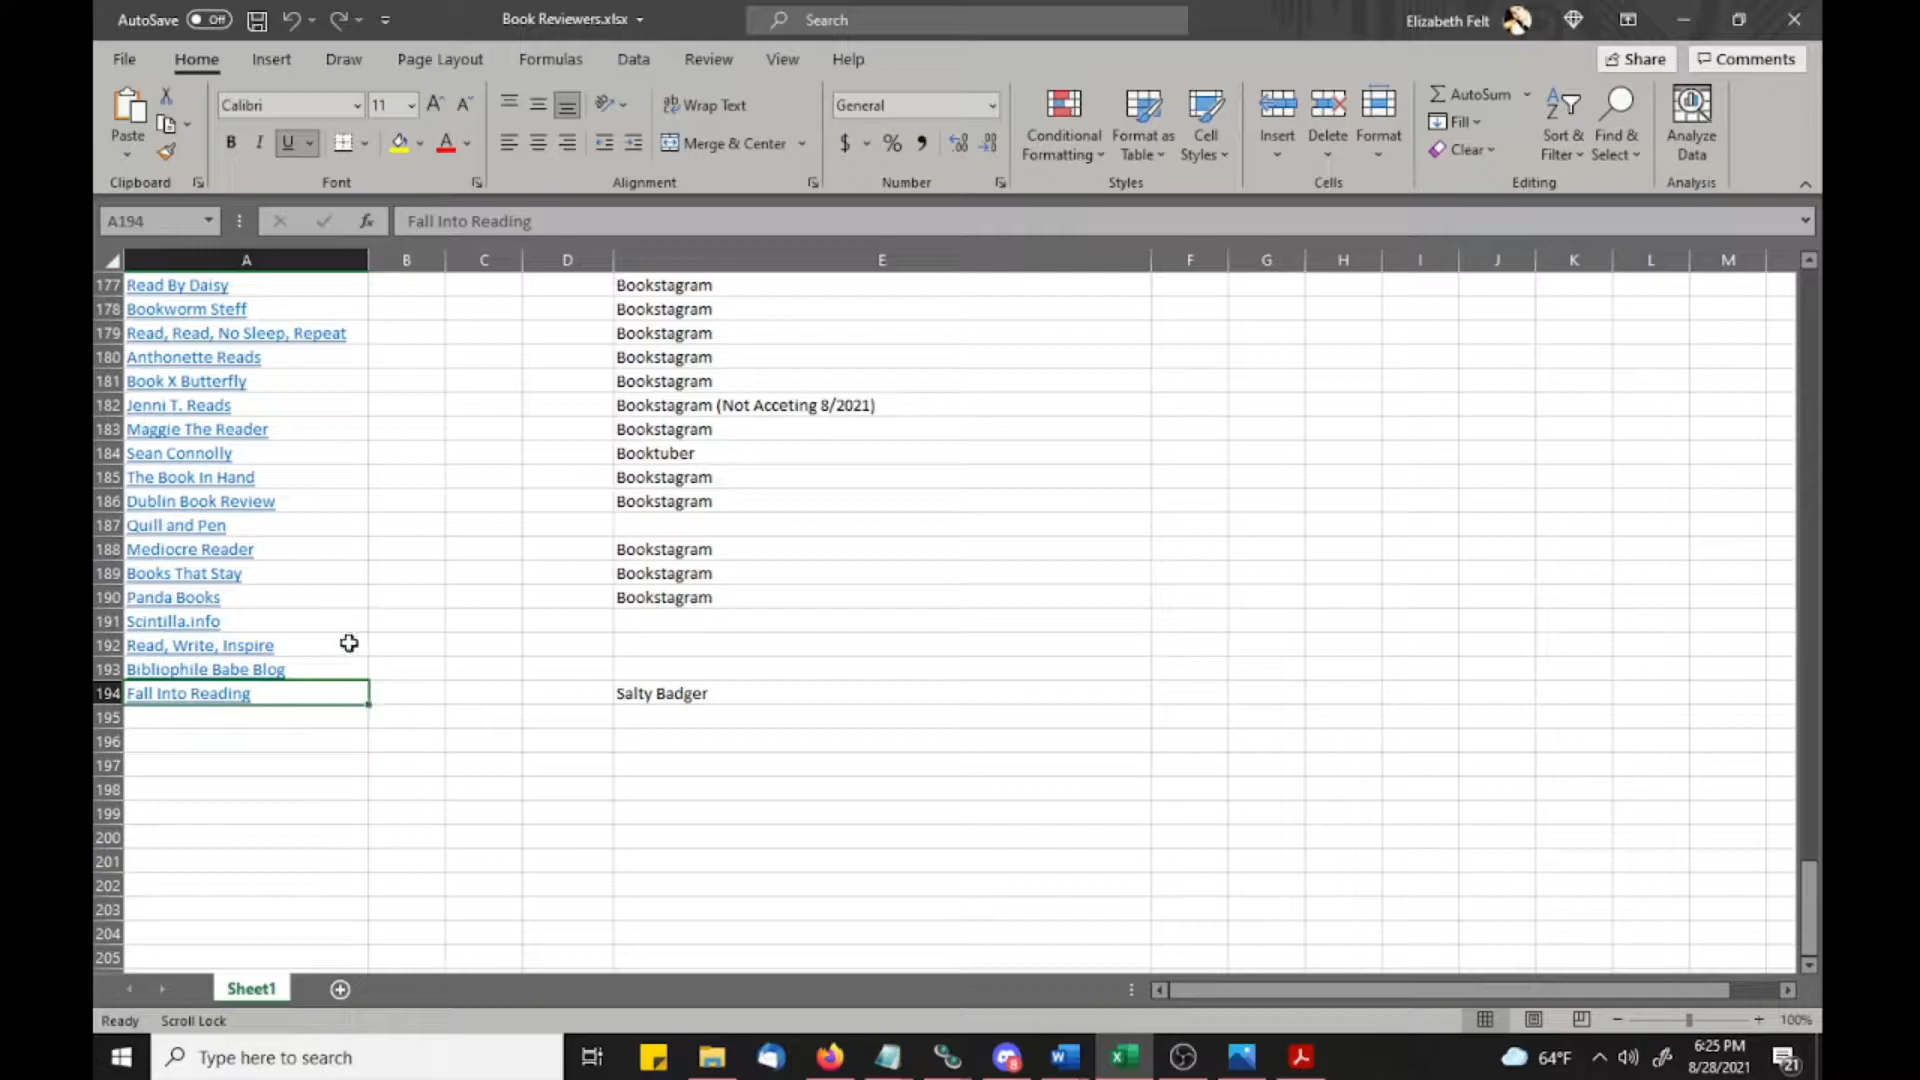 AutoSave Off Book Reviewers.xlsx Search Elizabeth Felt
File Home Insert Draw Page Layout Formulas Data Review View Help Share Comments
Paste Calibri 11 A A Wrap Text General Conditional Formatting Format as Table Cell Styles Insert Delete Format AutoSum Fill Clear Sort & Filter Find & Select Analyze Data
B I U A Merge & Center $ % 9
Clipboard Font Alignment Number Styles Cells Editing Analysis
A194 fx Fall Into Reading
A B C D E F G H I J K L M
177 Read By Daisy Bookstagram
178 Bookworm Steff Bookstagram
179 Read, Read, No Sleep, Repeat Bookstagram
180 Anthonette Reads Bookstagram
181 Book X Butterfly Bookstagram
182 Jenni T. Reads Bookstagram (Not Acceting 8/2021)
183 Maggie The Reader Bookstagram
184 Sean Connolly Booktuber
185 The Book In Hand Bookstagram
186 Dublin Book Review Bookstagram
187 Quill and Pen
188 Mediocre Reader Bookstagram
189 Books That Stay Bookstagram
190 Panda Books Bookstagram
191 Scintilla.info
192 Read, Write, Inspire
193 Bibliophile Babe Blog
194 Fall Into Reading Salty Badger
195
196
197
198
199
200
201
202
203
204
205
Sheet1
Ready Scroll Lock 100%
Type here to search 64°F 6:25 PM
8/28/2021 21